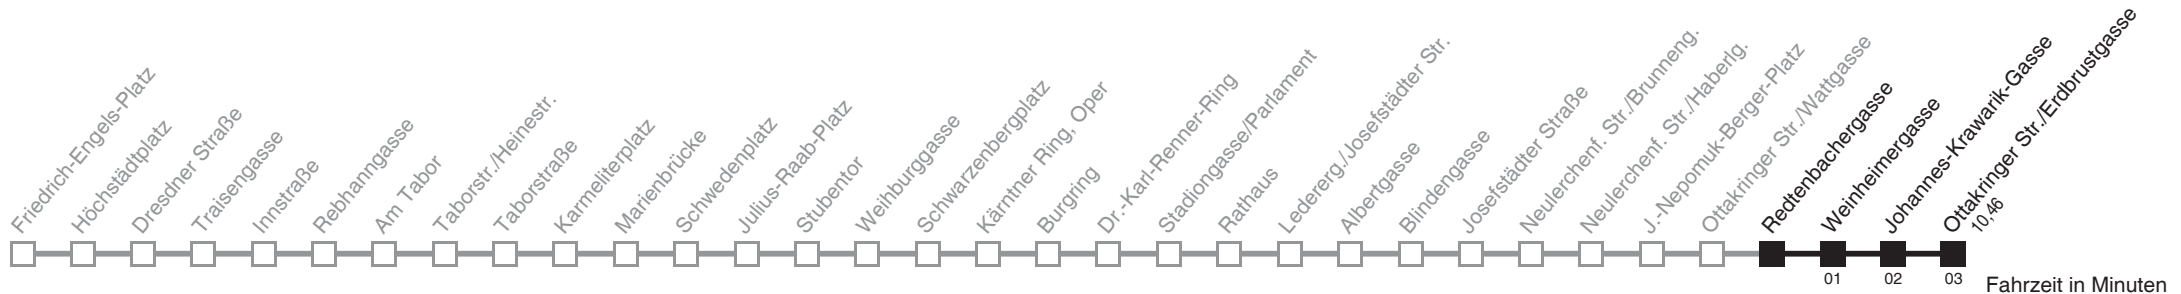 Friedrich-Engels-Platz
Höchstädtplatz
Dresdner Straße
Traisengasse
Innstraße
Rebhanngasse
Am Tabor
Taborstr./Heinestr.
Taborstraße
Karmeliterplatz
Marienbrücke
Schwedenplatz
Julius-Raab-Platz
Stubentor
Weihburggasse
Schwarzenbergplatz
Kärntner Ring, Oper
Burgring
Dr.-Karl-Renner-Ring
Stadiongasse/Parlament
Rathaus
Ledererg./Josefstädter Str.
Albertgasse
Blindengasse
Josefstädter Straße
Neulerchenf. Str./Brunneng.
Neulerchenf. Str./Haberlg.
J.-Nepomuk-Berger-Platz
Ottakringer Str./Wattgasse
Redtenbachergasse
Weinheimergasse
Johannes-Krawarik-Gasse
Ottakringer Str./Erdbrustgasse
10,46
01 02 03 Fahrzeit in Minuten